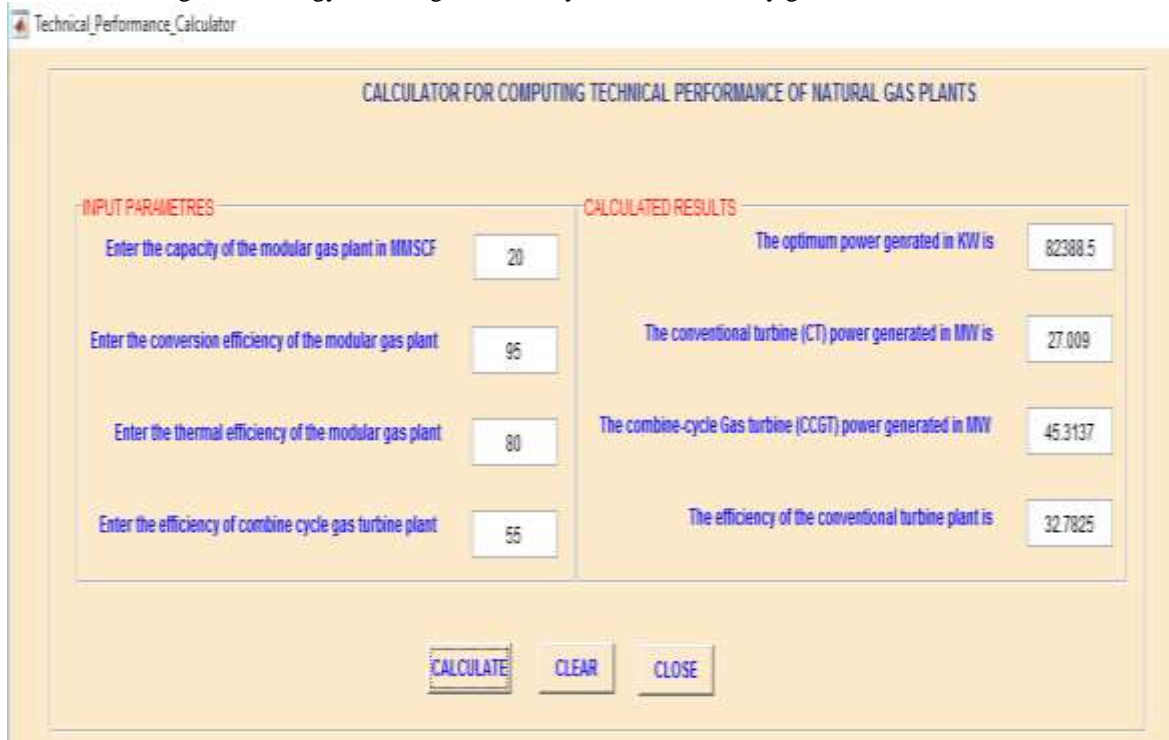 Technical_Performance_Calculator
CALCULATOR FOR COMPUTING TECHNICAL PERFORMANCE OF NATURAL GAS PLANTS
INPUT PARAMETRES
Enter the capacity of the modular gas plant in MMSCF
20
Enter the conversion efficiency of the modular gas plant
95
Enter the thermal efficiency of the modular gas plant
80
Enter the efficiency of combine cycle gas turbine plant
55
CALCULATED RESULTS
The optimum power genrated in KW is
82388.5
The conventional turbine (CT) power generated in MW is
27.009
The combine-cycle Gas turbine (CCGT) power generated in MW
45.3137
The efficiency of the conventional turbine plant is
32.7825
CALCULATE
CLEAR
CLOSE